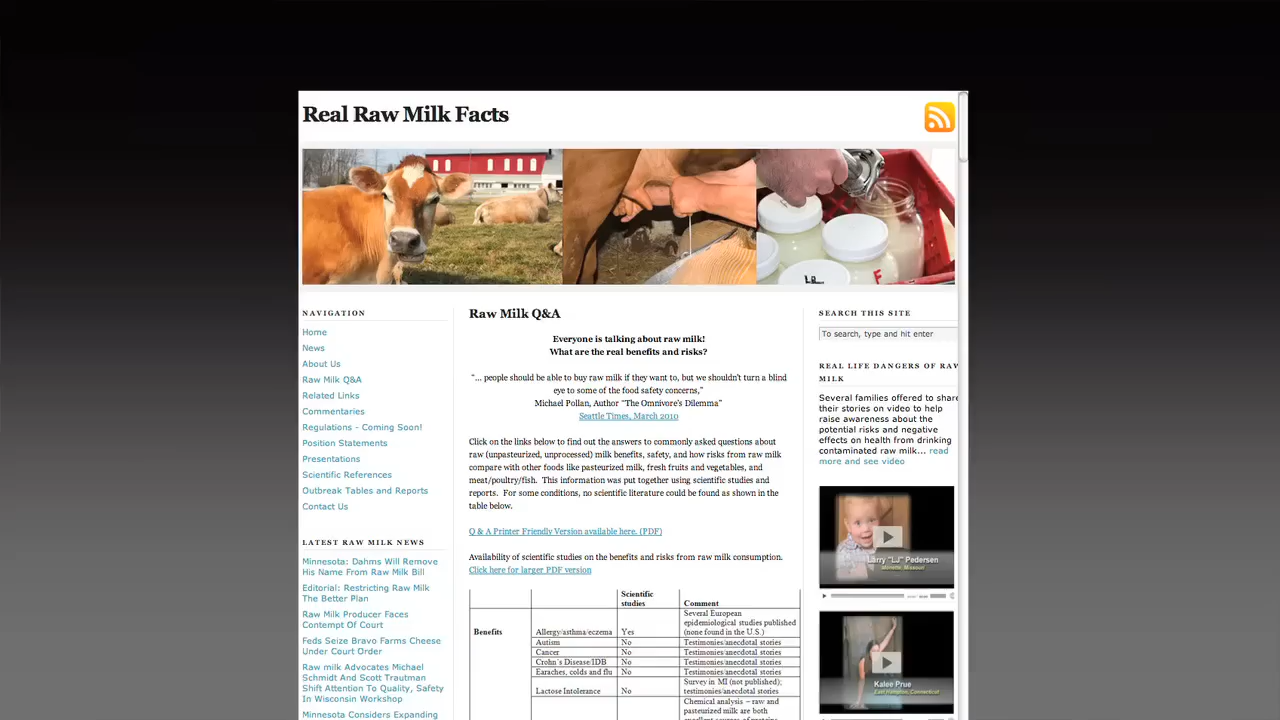 Real Raw Milk Facts
F
NAVIGATION
Home
News
About Us
Raw Milk Q&A
Related Links
Commentaries
Regulations - Coming Soon!
Position Statements
Presentations
Scientific References
Outbreak Tables and Reports
Contact Us
LATEST RAW MILK NEWS
Minnesota: Dahms Will Remove
His Name From Raw Milk Bill
Editorial: Restricting Raw Milk
The Better Plan
Raw Milk Producer Faces
Contempt Of Court
Feds Seize Bravo Farms Cheese
Under Court Order
Raw milk Advocates Michael
Schmidt And Scott Trautman
Shift Attention To Quality, Safety
In Wisconsin Workshop
Minnesota Considers Expanding
Raw Milk Q&A
Everyone is talking about raw milk!
What are the real benefits and risks?
"... people should be able to buy raw milk if they want to, but we shouldn't turn a blind
eye to some of the food safety concerns,"
Michael Pollan, Author "The Omnivore's Dilemma"
Seattle Times, March 2010
Click on the links below to find out the answers to commonly asked questions about
raw (unpasteurized, unprocessed) milk benefits, safety, and how risks from raw milk
compare with other foods like pasteurized milk, fresh fruits and vegetables, and
meat/poultry/fish. This information was put together using scientific studies and
reports. For some conditions, no scientific literature could be found as shown in the
table below.
Q & A Printer Friendly Version available here. (PDF)
Availability of scientific studies on the benefits and risks from raw milk consumption.
Click here for larger PDF version
Scientific
studies Comment
Several European
epidemiological studies published
Benefits Allergy/asthma/eczema Yes (none found in the U.S.)
Autism No Testimonies/anecdotal stories
Cancer No Testimonies/anecdotal stories
Crohn's Disease/IDB No Testimonies/anecdotal stories
Earaches, colds and flu No Testimonies/anecdotal stories
Survey in MI (not published);
Lactose Intolerance No testimonies/anecdotal stories
Chemical analysis – raw and
pasteurized milk are both
SEARCH THIS SITE
To search, type and hit enter
REAL LIFE DANGERS OF RAW
MILK
Several families offered to share
their stories on video to help
raise awareness about the
potential risks and negative
effects on health from drinking
contaminated raw milk... read
more and see video
Larry "LJ" Pedersen
Monette, Missouri
Kalee Prue
East Hampton, Connecticut